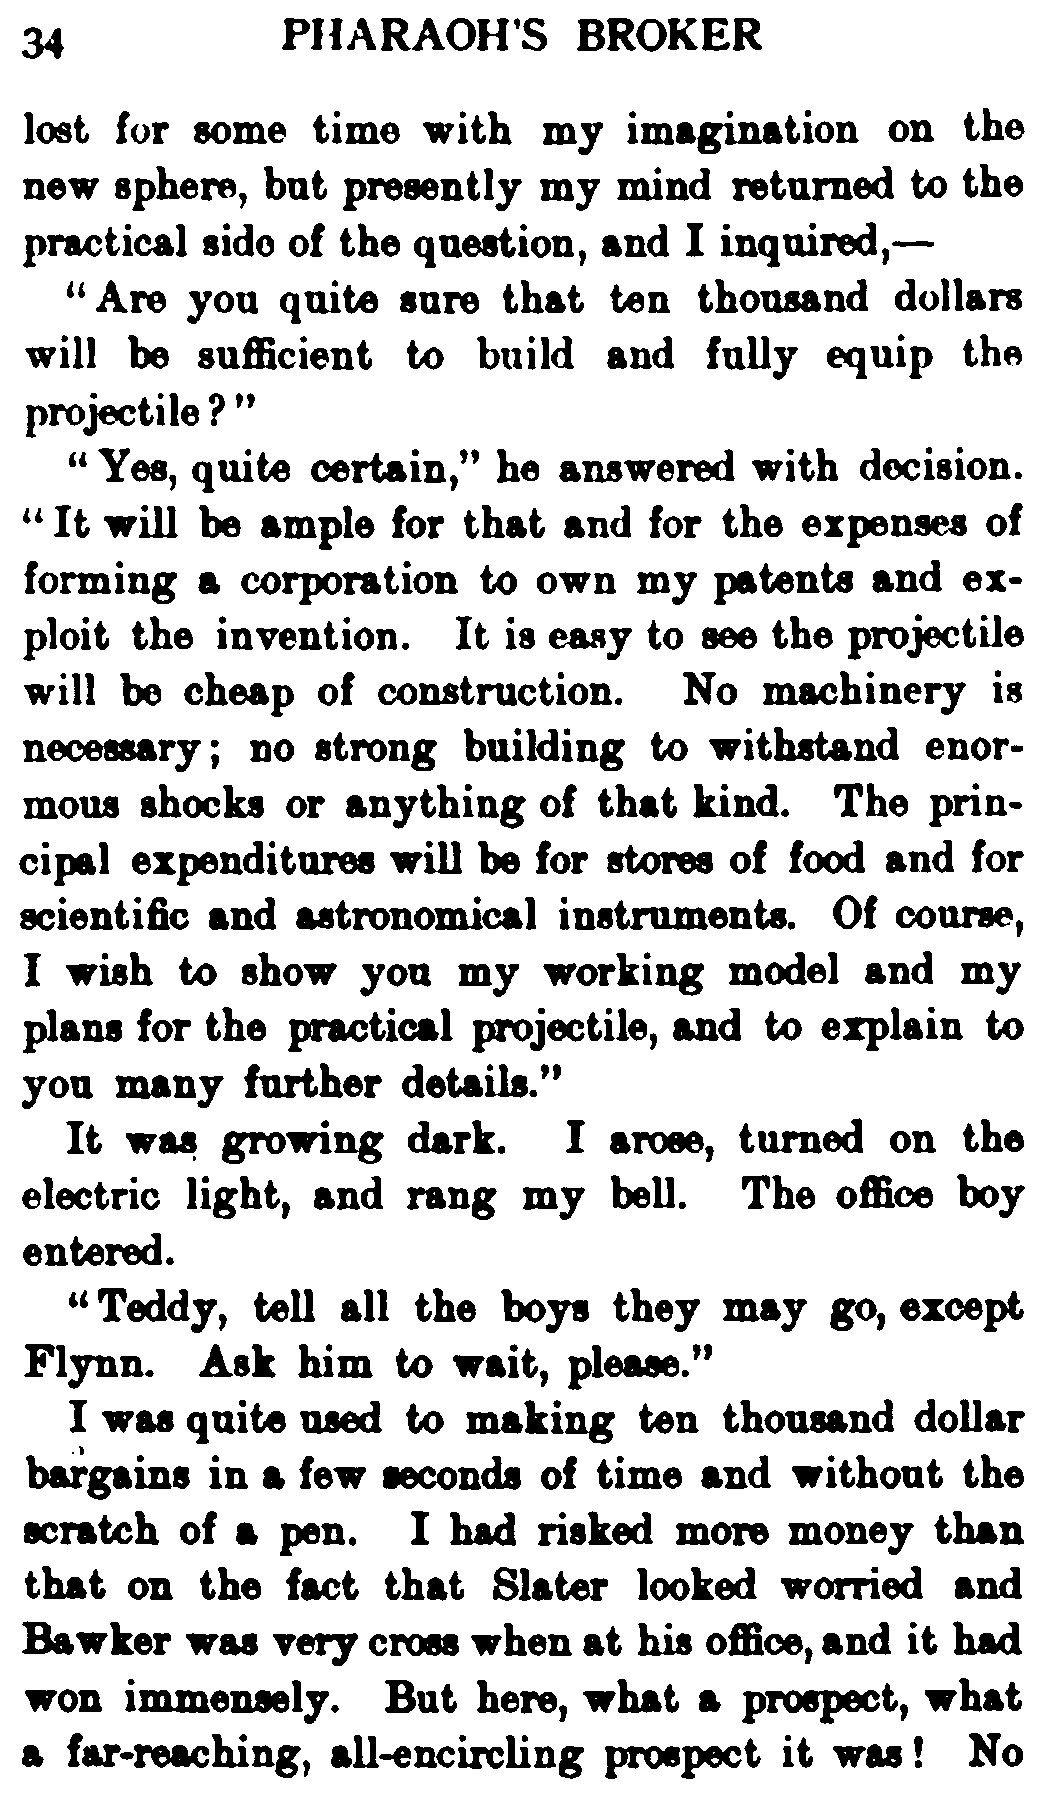 34 PHARAOH'S BROKER
lost for some time with my imagination on the
new sphere, but presently my mind returned to the
practical side of the question, and I inquired,—
“Are you quite sure that ten thousand dollars
will be sufficient to build and fully equip the
projectile?”
“Yes, quite certain,” he answered with decision.
“It will be ample for that and for the expenses of
forming a corporation to own my patents and ex-
ploit the invention. It is easy to see the projectile
will be cheap of construction. No machinery is
necessary; no strong building to withstand enor-
mous shocks or anything of that kind. The prin-
cipal expenditures will be for stores of food and for
scientific and astronomical instruments. Of course,
I wish to show you my working model and my
plans for the practical projectile, and to explain to
you many further details.”
It was growing dark. I arose, turned on the
electric light, and rang my bell. The office boy
entered.
“Teddy, tell all the boys they may go, except
Flynn. Ask him to wait, please.”
I was quite used to making ten thousand dollar
bargains in a few seconds of time and without the
scratch of a pen. I had risked more money than
that on the fact that Slater looked worried and
Bawker was very cross when at his office, and it had
won immensely. But here, what a prospect, what
a far-reaching, all-encircling prospect it was! No